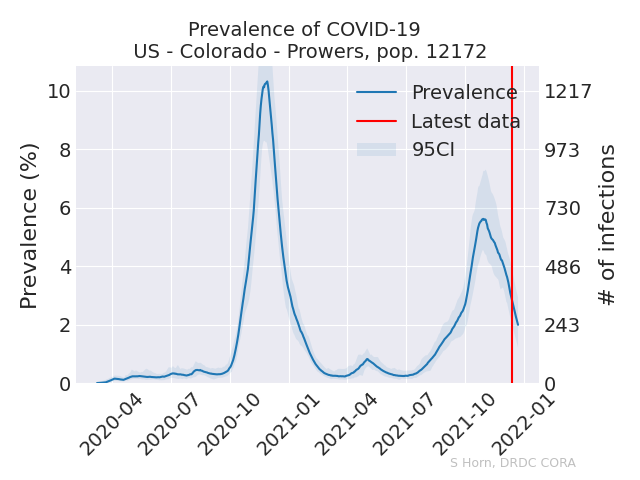 Prevalence of COVID-19
US - Colorado - Prowers, pop. 12172
Prevalence
Latest data
95CI
Prevalence (%)
10
8
6
4
2
0
1217
973
730
486
243
0
# of infections
2020-04
2020-07
2020-10
2021-01
2021-04
2021-07
2021-10
2022-01
S Horn, DRDC CORA